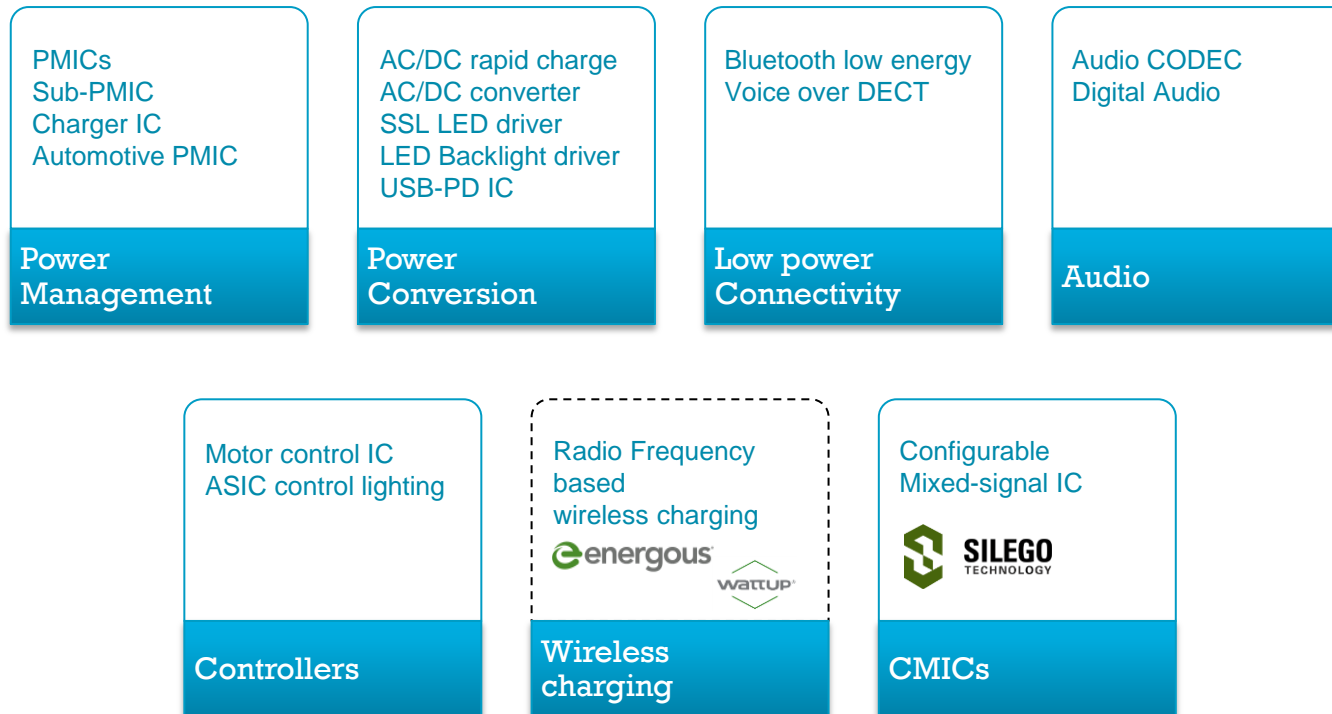 PMICs
Sub-PMIC
Charger IC
Automotive PMIC
Power
Management
AC/DC rapid charge
AC/DC converter
SSL LED driver
LED Backlight driver
USB-PD IC
Power
Conversion
Bluetooth low energy
Voice over DECT
Low power
Connectivity
Audio CODEC
Digital Audio
Audio
Motor control IC
ASIC control lighting
Controllers
Radio Frequency
based
wireless charging
energous
WATTUP
Wireless
charging
Configurable
Mixed-signal IC
SILEGO
TECHNOLOGY
CMICs